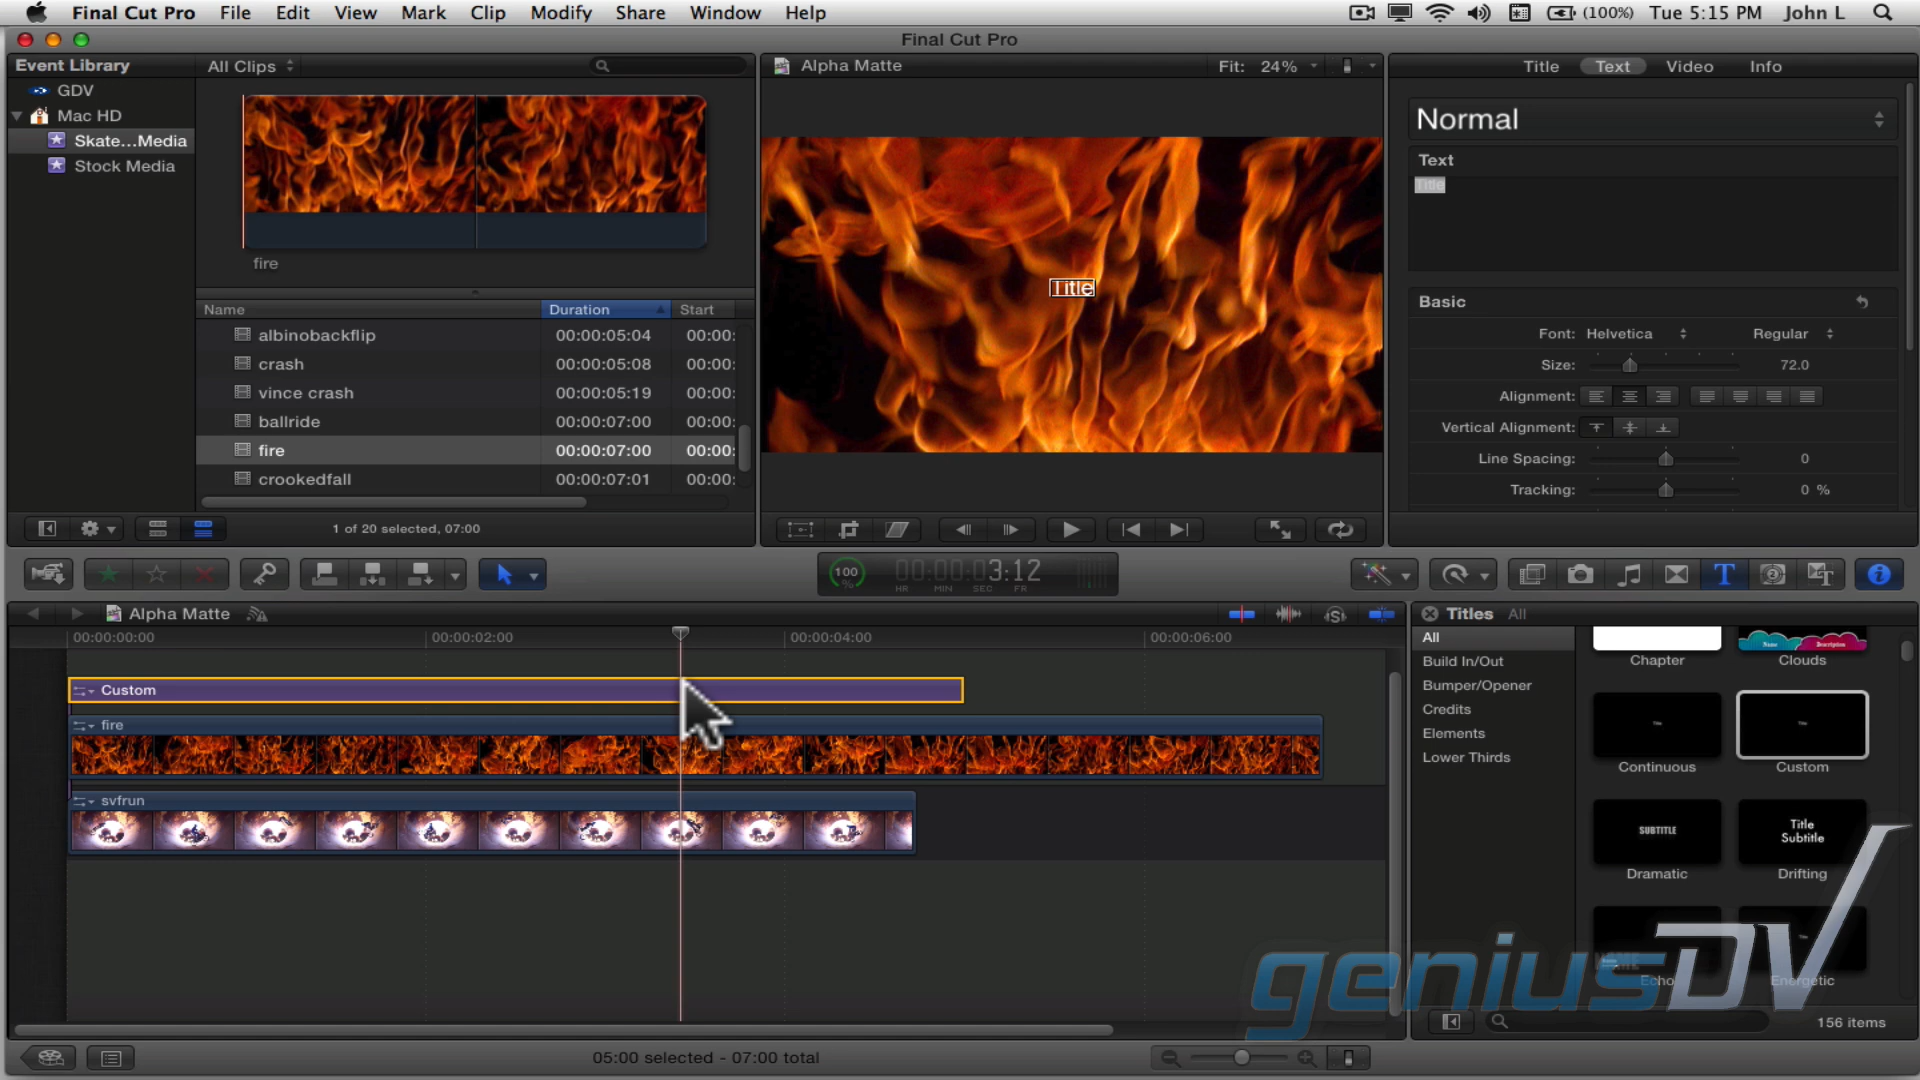 Final Cut Pro File Edit View Mark Clip Modify Share Window Help (100%) Tue 5:15 PM John L
Final Cut Pro
Event Library
GDV
Mac HD
Skate...Media
Stock Media
All Clips
fire
Name Duration Start
albinobackflip 00:00:05:04 00:00:
crash 00:00:05:08 00:00:
vince crash 00:00:05:19 00:00:
ballride 00:00:07:00 00:00:
fire 00:00:07:00 00:00:
crookedfall 00:00:07:01 00:00:
1 of 20 selected, 07:00
Alpha Matte Fit: 24%
Title
Title Text Video Info
Normal
Text
Title
Basic
Font: Helvetica Regular
Size: 72.0
Alignment:
Vertical Alignment:
Line Spacing: 0
Tracking: 0 %
100 % 00:00:03:12
HR MIN SEC FR
Alpha Matte
00:00:00:00 00:00:02:00 00:00:04:00 00:00:06:00
Custom
fire
svfrun
Titles All
All
Build In/Out
Bumper/Opener
Credits
Elements
Lower Thirds
Name Description
Chapter Clouds
Title Title
Continuous Custom
SUBTITLE Title Subtitle
Dramatic Drifting
Echo Energetic
geniusDV
156 items
05:00 selected - 07:00 total